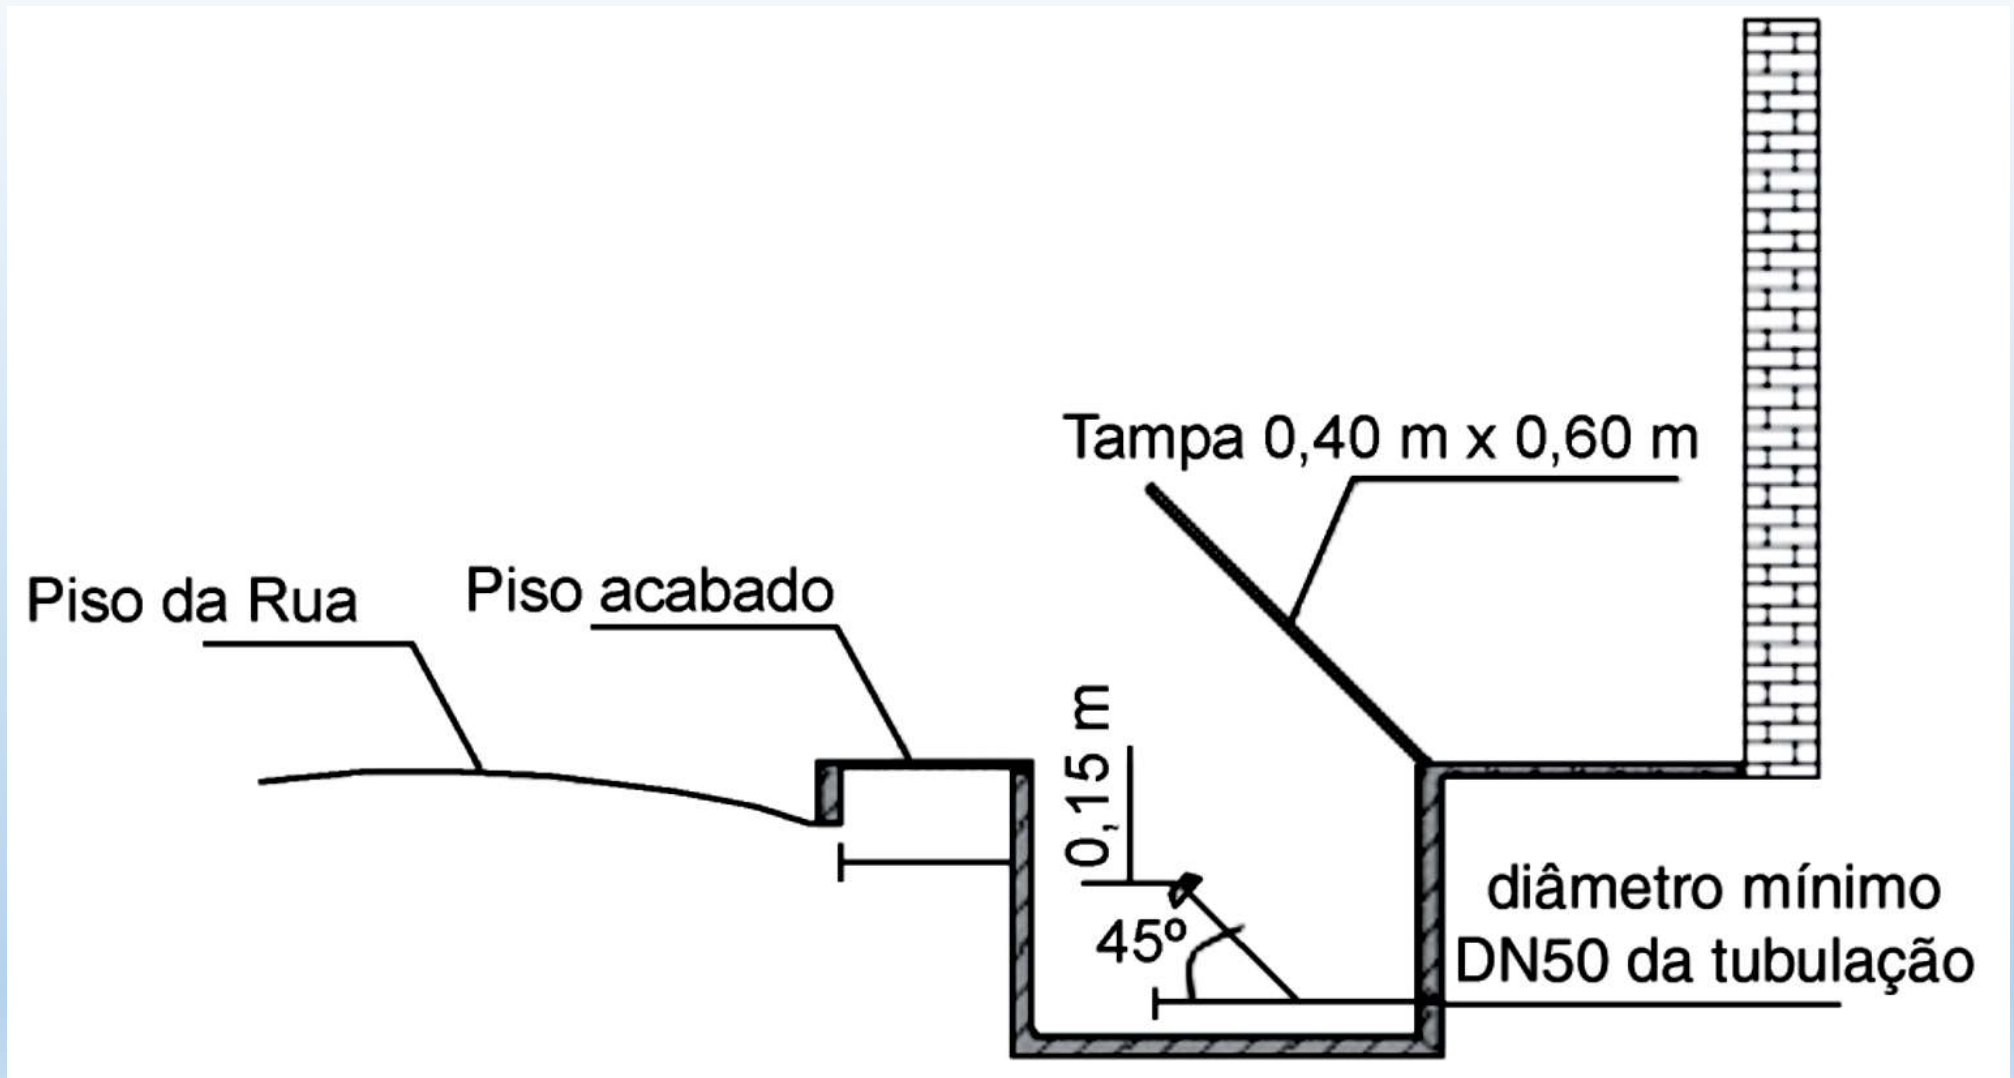 Tampa 0,40 m x 0,60 m
Piso da Rua
Piso acabado
0,15 m
45º
diâmetro mínimo
DN50 da tubulação